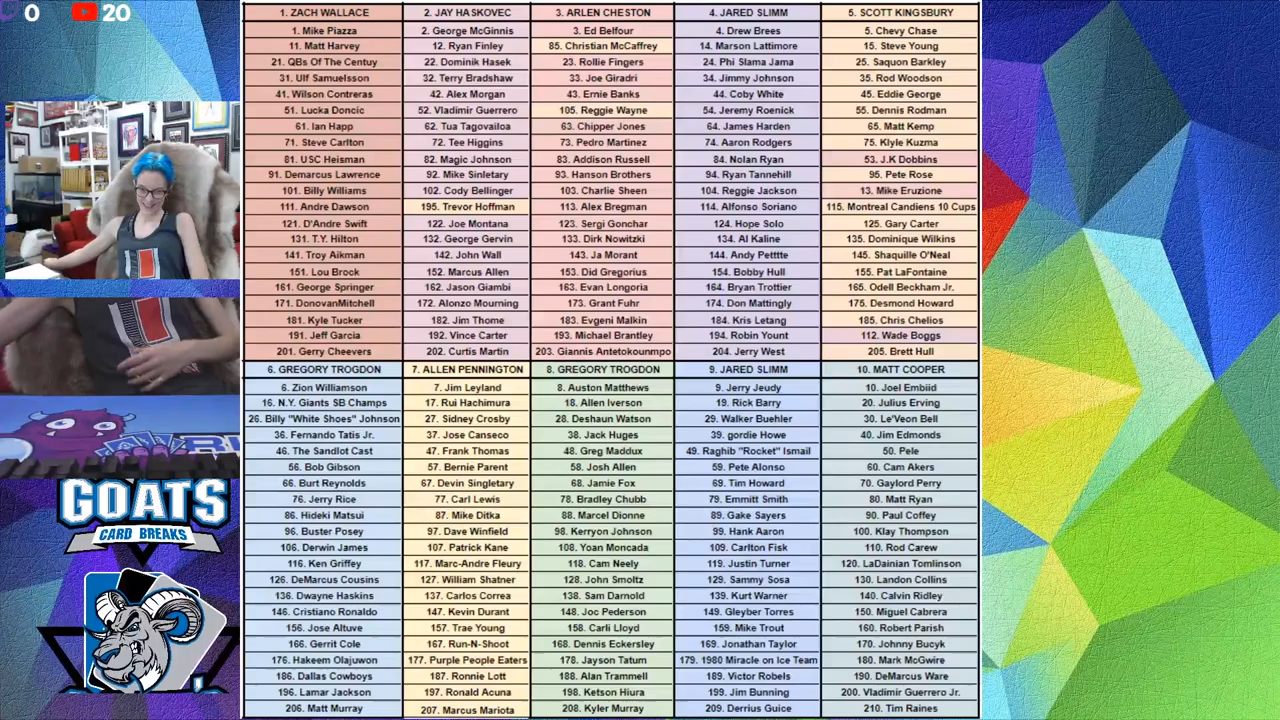 0
20
1. ZACH WALLACE
1. Mike Piazza
11. Matt Harvey
21. QBs Of The Centuy
31. Ulf Samuelsson
41. Wilson Contreras
51. Lucka Doncic
61. Ian Happ
71. Steve Carlton
81. USC Heisman
91. Demarcus Lawrence
101. Billy Williams
111. Andre Dawson
121. D'Andre Swift
131. T.Y. Hilton
141. Troy Aikman
151. Lou Brock
161. George Springer
171. DonovanMitchell
181. Kyle Tucker
191. Jeff Garcia
201. Gerry Cheevers
2. JAY HASKOVEC
2. George McGinnis
12. Ryan Finley
22. Dominik Hasek
32. Terry Bradshaw
42. Alex Morgan
52. Vladimir Guerrero
62. Tua Tagovailoa
72. Tee Higgins
82. Magic Johnson
92. Mike Sinletary
102. Cody Bellinger
195. Trevor Hoffman
122. Joe Montana
132. George Gervin
142. John Wall
152. Marcus Allen
162. Jason Giambi
172. Alonzo Mourning
182. Jim Thome
192. Vince Carter
202. Curtis Martin
3. ARLEN CHESTON
3. Ed Belfour
85. Christian McCaffrey
23. Rollie Fingers
33. Joe Giradri
43. Ernie Banks
105. Reggie Wayne
63. Chipper Jones
73. Pedro Martinez
83. Addison Russell
93. Hanson Brothers
103. Charlie Sheen
113. Alex Bregman
123. Sergi Gonchar
133. Dirk Nowitzki
143. Ja Morant
153. Did Gregorius
163. Evan Longoria
173. Grant Fuhr
183. Evgeni Malkin
193. Michael Brantley
203. Giannis Antetokounmpo
4. JARED SLIMM
4. Drew Brees
14. Marson Lattimore
24. Phi Slama Jama
34. Jimmy Johnson
44. Coby White
54. Jeremy Roenick
64. James Harden
74. Aaron Rodgers
84. Nolan Ryan
94. Ryan Tannehill
104. Reggie Jackson
114. Alfonso Soriano
124. Hope Solo
134. Al Kaline
144. Andy Petttte
154. Bobby Hull
164. Bryan Trottier
174. Don Mattingly
184. Kris Letang
194. Robin Yount
204. Jerry West
5. SCOTT KINGSBURY
5. Chevy Chase
15. Steve Young
25. Saquon Barkley
35. Rod Woodson
45. Eddie George
55. Dennis Rodman
65. Matt Kemp
75. Klyle Kuzma
53. J.K Dobbins
95. Pete Rose
13. Mike Eruzione
115. Montreal Candiens 10 Cups
125. Gary Carter
135. Dominique Wilkins
145. Shaquille O'Neal
155. Pat LaFontaine
165. Odell Beckham Jr.
175. Desmond Howard
185. Chris Chelios
112. Wade Boggs
205. Brett Hull
6. GREGORY TROGDON
6. Zion Williamson
16. N.Y. Giants SB Champs
26. Billy "White Shoes" Johnson
36. Fernando Tatis Jr.
46. The Sandlot Cast
56. Bob Gibson
66. Burt Reynolds
76. Jerry Rice
86. Hideki Matsui
96. Buster Posey
106. Derwin James
116. Ken Griffey
126. DeMarcus Cousins
136. Dwayne Haskins
146. Cristiano Ronaldo
156. Jose Altuve
166. Gerrit Cole
176. Hakeem Olajuwon
186. Dallas Cowboys
196. Lamar Jackson
206. Matt Murray
7. ALLEN PENNINGTON
7. Jim Leyland
17. Rui Hachimura
27. Sidney Crosby
37. Jose Canseco
47. Frank Thomas
57. Bernie Parent
67. Devin Singletary
77. Carl Lewis
87. Mike Ditka
97. Dave Winfield
107. Patrick Kane
117. Marc-Andre Fleury
127. William Shatner
137. Carlos Correa
147. Kevin Durant
157. Trae Young
167. Run-N-Shoot
177. Purple People Eaters
187. Ronnie Lott
197. Ronald Acuna
207. Marcus Mariota
8. GREGORY TROGDON
8. Auston Matthews
18. Allen Iverson
28. Deshaun Watson
38. Jack Huges
48. Greg Maddux
58. Josh Allen
68. Jamie Fox
78. Bradley Chubb
88. Marcel Dionne
98. Kerryon Johnson
108. Yoan Moncada
118. Cam Neely
128. John Smoltz
138. Sam Darnold
148. Joc Pederson
158. Carli Lloyd
168. Dennis Eckersley
178. Jayson Tatum
188. Alan Trammell
198. Ketson Hiura
208. Kyler Murray
9. JARED SLIMM
9. Jerry Jeudy
19. Rick Barry
29. Walker Buehler
39. gordie Howe
49. Raghib "Rocket" Ismail
59. Pete Alonso
69. Tim Howard
79. Emmitt Smith
89. Gake Sayers
99. Hank Aaron
109. Carlton Fisk
119. Justin Turner
129. Sammy Sosa
139. Kurt Warner
149. Gleyber Torres
159. Mike Trout
169. Jonathan Taylor
179. 1980 Miracle on Ice Team
189. Victor Robels
199. Jim Bunning
209. Derrius Guice
10. MATT COOPER
10. Joel Embiid
20. Julius Erving
30. Le'Veon Bell
40. Jim Edmonds
50. Pele
60. Cam Akers
70. Gaylord Perry
80. Matt Ryan
90. Paul Coffey
100. Klay Thompson
110. Rod Carew
120. LaDainian Tomlinson
130. Landon Collins
140. Calvin Ridley
150. Miguel Cabrera
160. Robert Parish
170. Johnny Bucyk
180. Mark McGwire
190. DeMarcus Ware
200. Vladimir Guerrero Jr.
210. Tim Raines
GOATS
CARD BREAKS